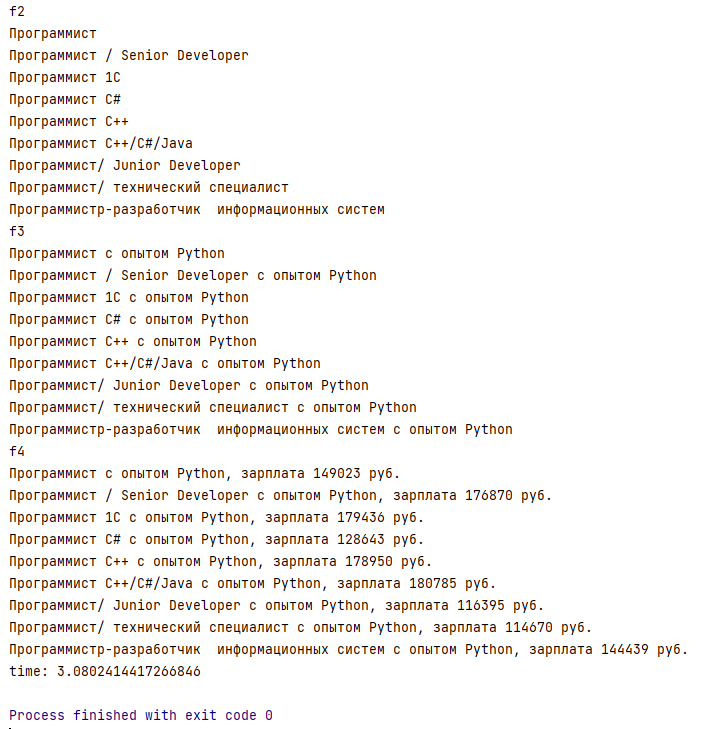 f2
Программист
Программист / Senior Developer
Программист 1C
Программист C#
Программист C++
Программист C++/C#/Java
Программист/ Junior Developer
Программист/ технический специалист
Программистр-разработчик  информационных систем
f3
Программист с опытом Python
Программист / Senior Developer с опытом Python
Программист 1C с опытом Python
Программист C# с опытом Python
Программист C++ с опытом Python
Программист C++/C#/Java с опытом Python
Программист/ Junior Developer с опытом Python
Программист/ технический специалист с опытом Python
Программистр-разработчик  информационных систем с опытом Python
f4
Программист с опытом Python, зарплата 149023 руб.
Программист / Senior Developer с опытом Python, зарплата 176870 руб.
Программист 1C с опытом Python, зарплата 179436 руб.
Программист C# с опытом Python, зарплата 128643 руб.
Программист C++ с опытом Python, зарплата 178950 руб.
Программист C++/C#/Java с опытом Python, зарплата 180785 руб.
Программист/ Junior Developer с опытом Python, зарплата 116395 руб.
Программист/ технический специалист с опытом Python, зарплата 114670 руб.
Программистр-разработчик  информационных систем с опытом Python, зарплата 144439 руб.
time: 3.0802414417266846
Process finished with exit code 0